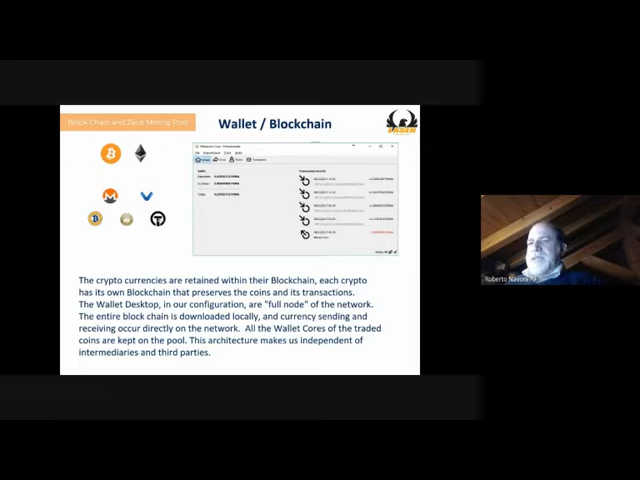 Block Chain and Zeus Mining Pool
Wallet / Blockchain
LASER
The crypto currencies are retained within their Blockchain, each crypto
has its own Blockchain that preserves the coins and its transactions.
The Wallet Desktop, in our configuration, are "full node" of the network.
The entire block chain is downloaded locally, and currency sending and
receiving occur directly on the network.  All the Wallet Cores of the traded
coins are kept on the pool. This architecture makes us independent of
intermediaries and third parties.
Roberto Navoni